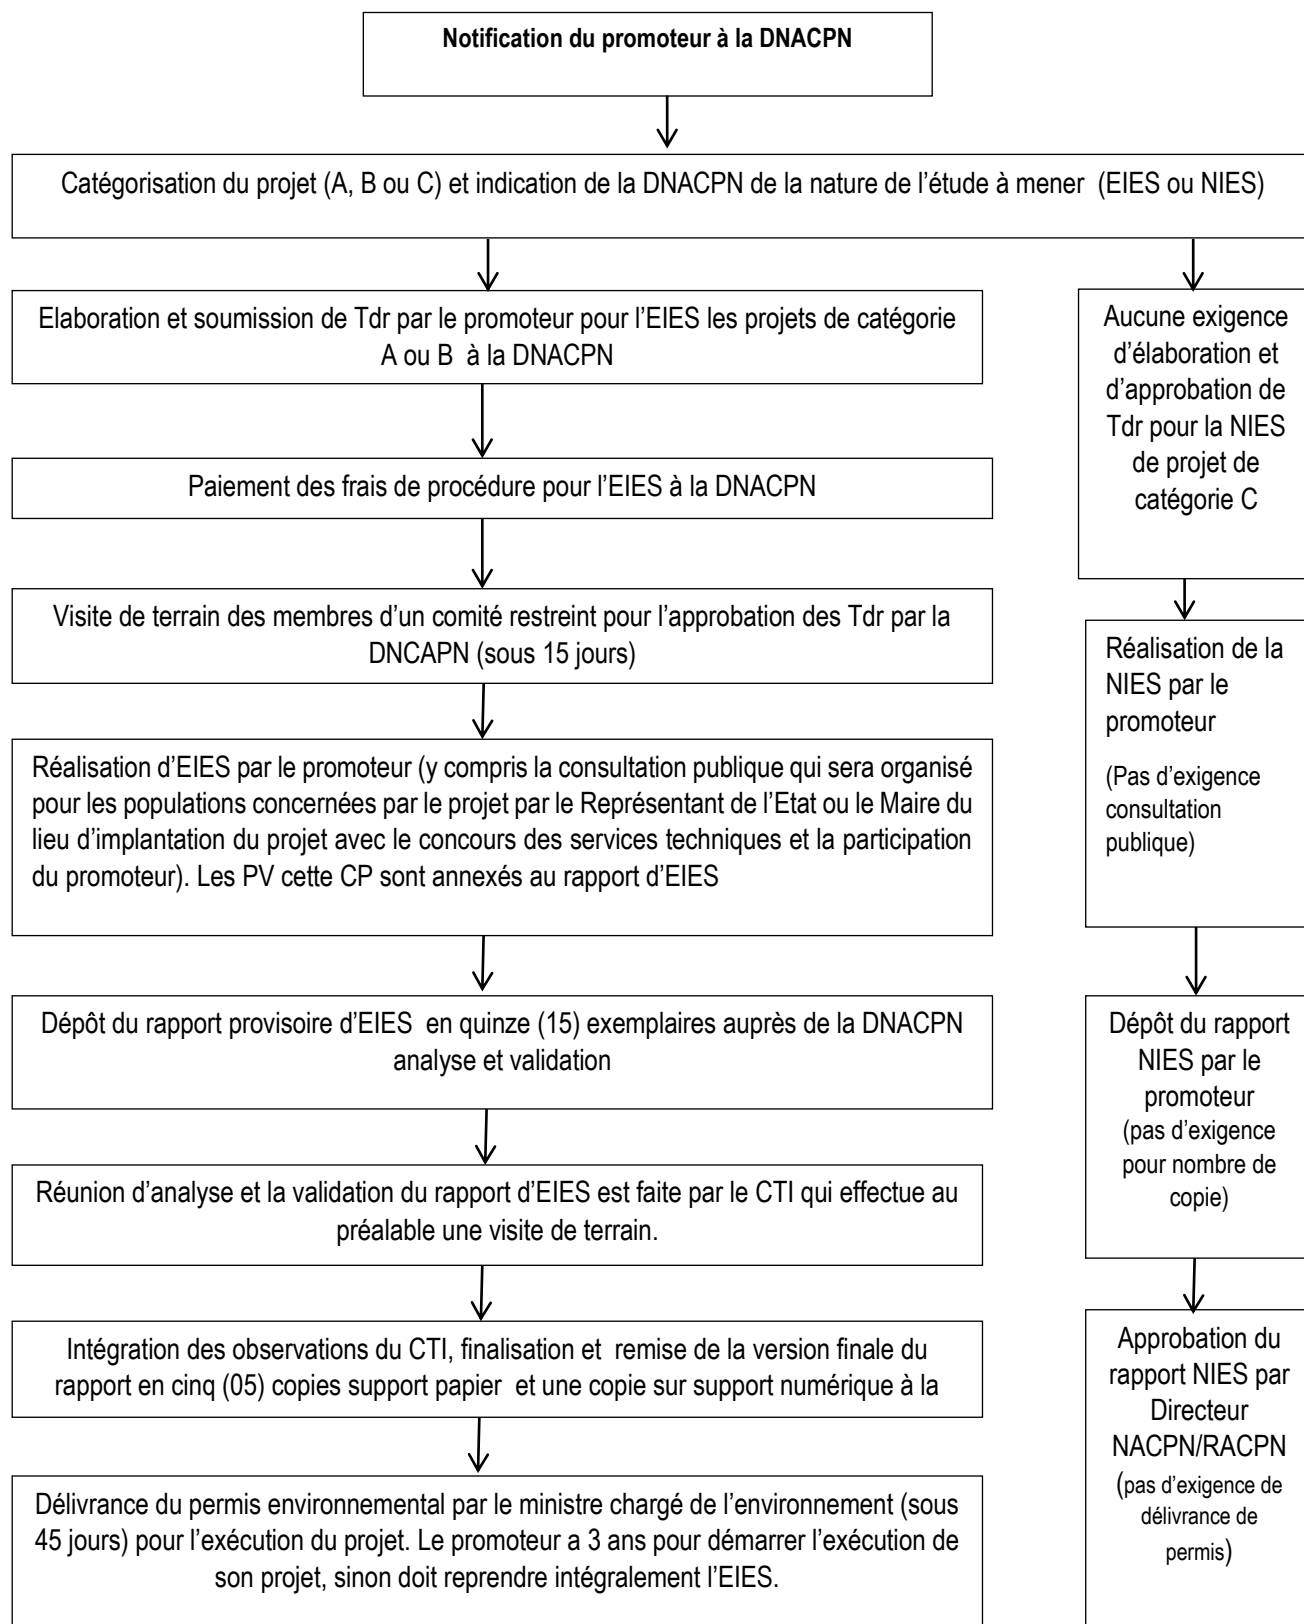 Notification du promoteur à la DNACPN
Catégorisation du projet (A, B ou C) et indication de la DNACPN de la nature de l'étude à mener (EIES ou NIES)
Elaboration et soumission de Tdr par le promoteur pour l'EIES les projets de catégorie
A ou B à la DNACPN
Paiement des frais de procédure pour l'EIES à la DNACPN
Visite de terrain des membres d'un comité restreint pour l'approbation des Tdr par la
DNCAPN (sous 15 jours)
Réalisation d'EIES par le promoteur (y compris la consultation publique qui sera organisé
pour les populations concernées par le projet par le Représentant de l'Etat ou le Maire du
lieu d'implantation du projet avec le concours des services techniques et la participation
du promoteur). Les PV cette CP sont annexés au rapport d'EIES
Dépôt du rapport provisoire d'EIES en quinze (15) exemplaires auprès de la DNACPN
analyse et validation
Réunion d'analyse et la validation du rapport d'EIES est faite par le CTI qui effectue au
préalable une visite de terrain.
Intégration des observations du CTI, finalisation et remise de la version finale du
rapport en cinq (05) copies support papier et une copie sur support numérique à la
Délivrance du permis environnemental par le ministre chargé de l'environnement (sous
45 jours) pour l'exécution du projet. Le promoteur a 3 ans pour démarrer l'exécution de
son projet, sinon doit reprendre intégralement l'EIES.
Aucune exigence
d'élaboration et
d'approbation de
Tdr pour la NIES
de projet de
catégorie C
Réalisation de la
NIES par le
promoteur
(Pas d'exigence
consultation
publique)
Dépôt du rapport
NIES par le
promoteur
(pas d'exigence
pour nombre de
copie)
Approbation du
rapport NIES par
Directeur
NACPN/RACPN
(pas d'exigence de
délivrance de
permis)